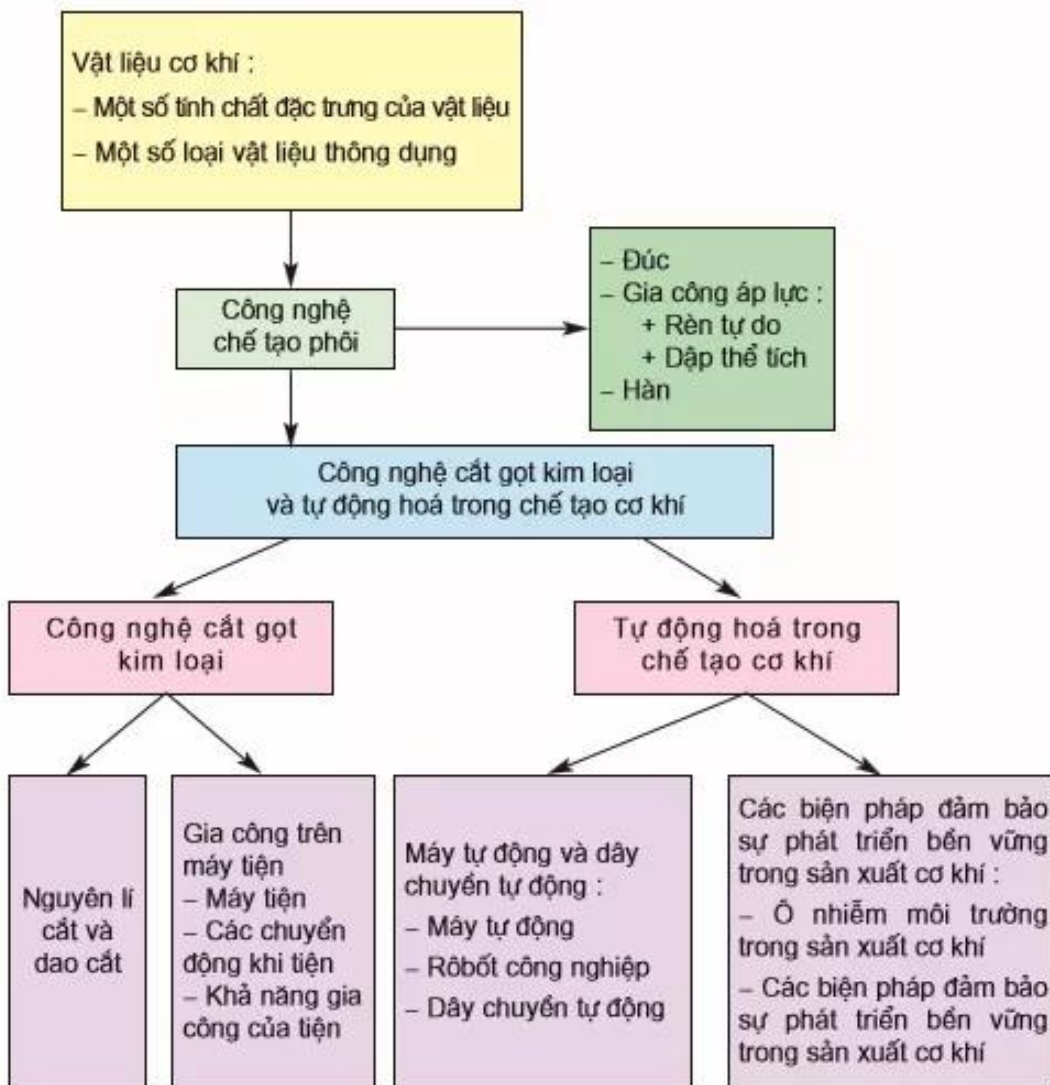 Vật liệu cơ khí :
– Một số tính chất đặc trưng của vật liệu
– Một số loại vật liệu thông dụng
Công nghệ
chế tạo phôi
– Đúc
– Gia công áp lực :
+ Rèn tự do
+ Dập thể tích
– Hàn
Công nghệ cắt gọt kim loại
và tự động hoá trong chế tạo cơ khí
Công nghệ cắt gọt
kim loại
Tự động hoá trong
chế tạo cơ khí
Nguyên lí
cắt và
dao cắt
Gia công trên
máy tiện
– Máy tiện
– Các chuyển
động khi tiện
– Khả năng gia
công của tiện
Máy tự động và dây
chuyền tự động :
– Máy tự động
– Rôbốt công nghiệp
– Dây chuyền tự động
Các biện pháp đảm bảo
sự phát triển bền vững
trong sản xuất cơ khí :
– Ô nhiễm môi trường
trong sản xuất cơ khí
– Các biện pháp đảm bảo
sự phát triển bền vững
trong sản xuất cơ khí